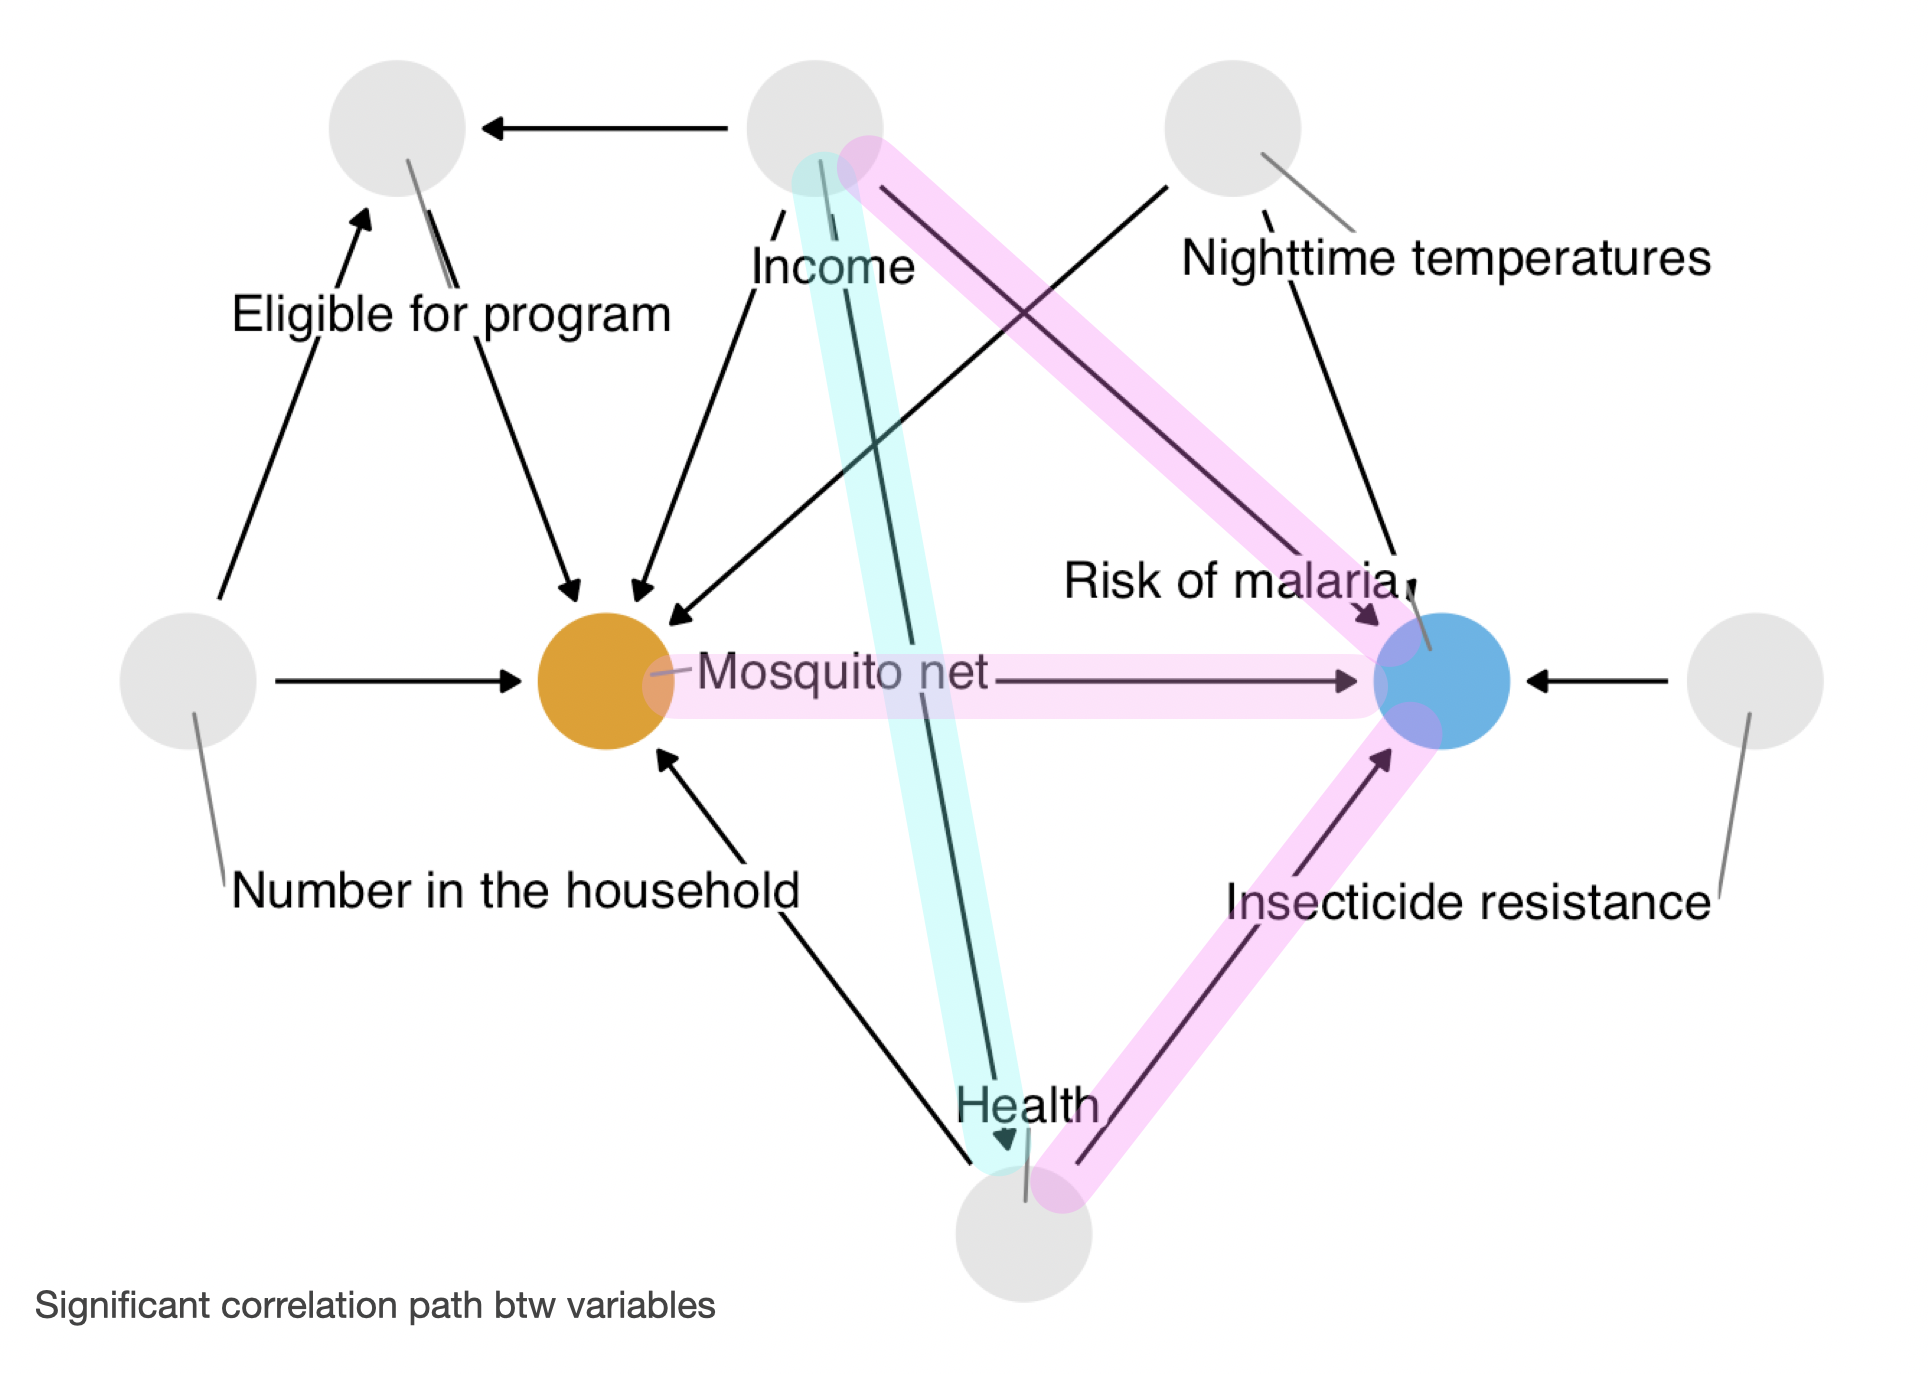 Income
Nighttime temperatures
Eligible for program
Risk of malaria
Mosquito net
Number in the household
Insecticide resistance
Health
Significant correlation path btw variables